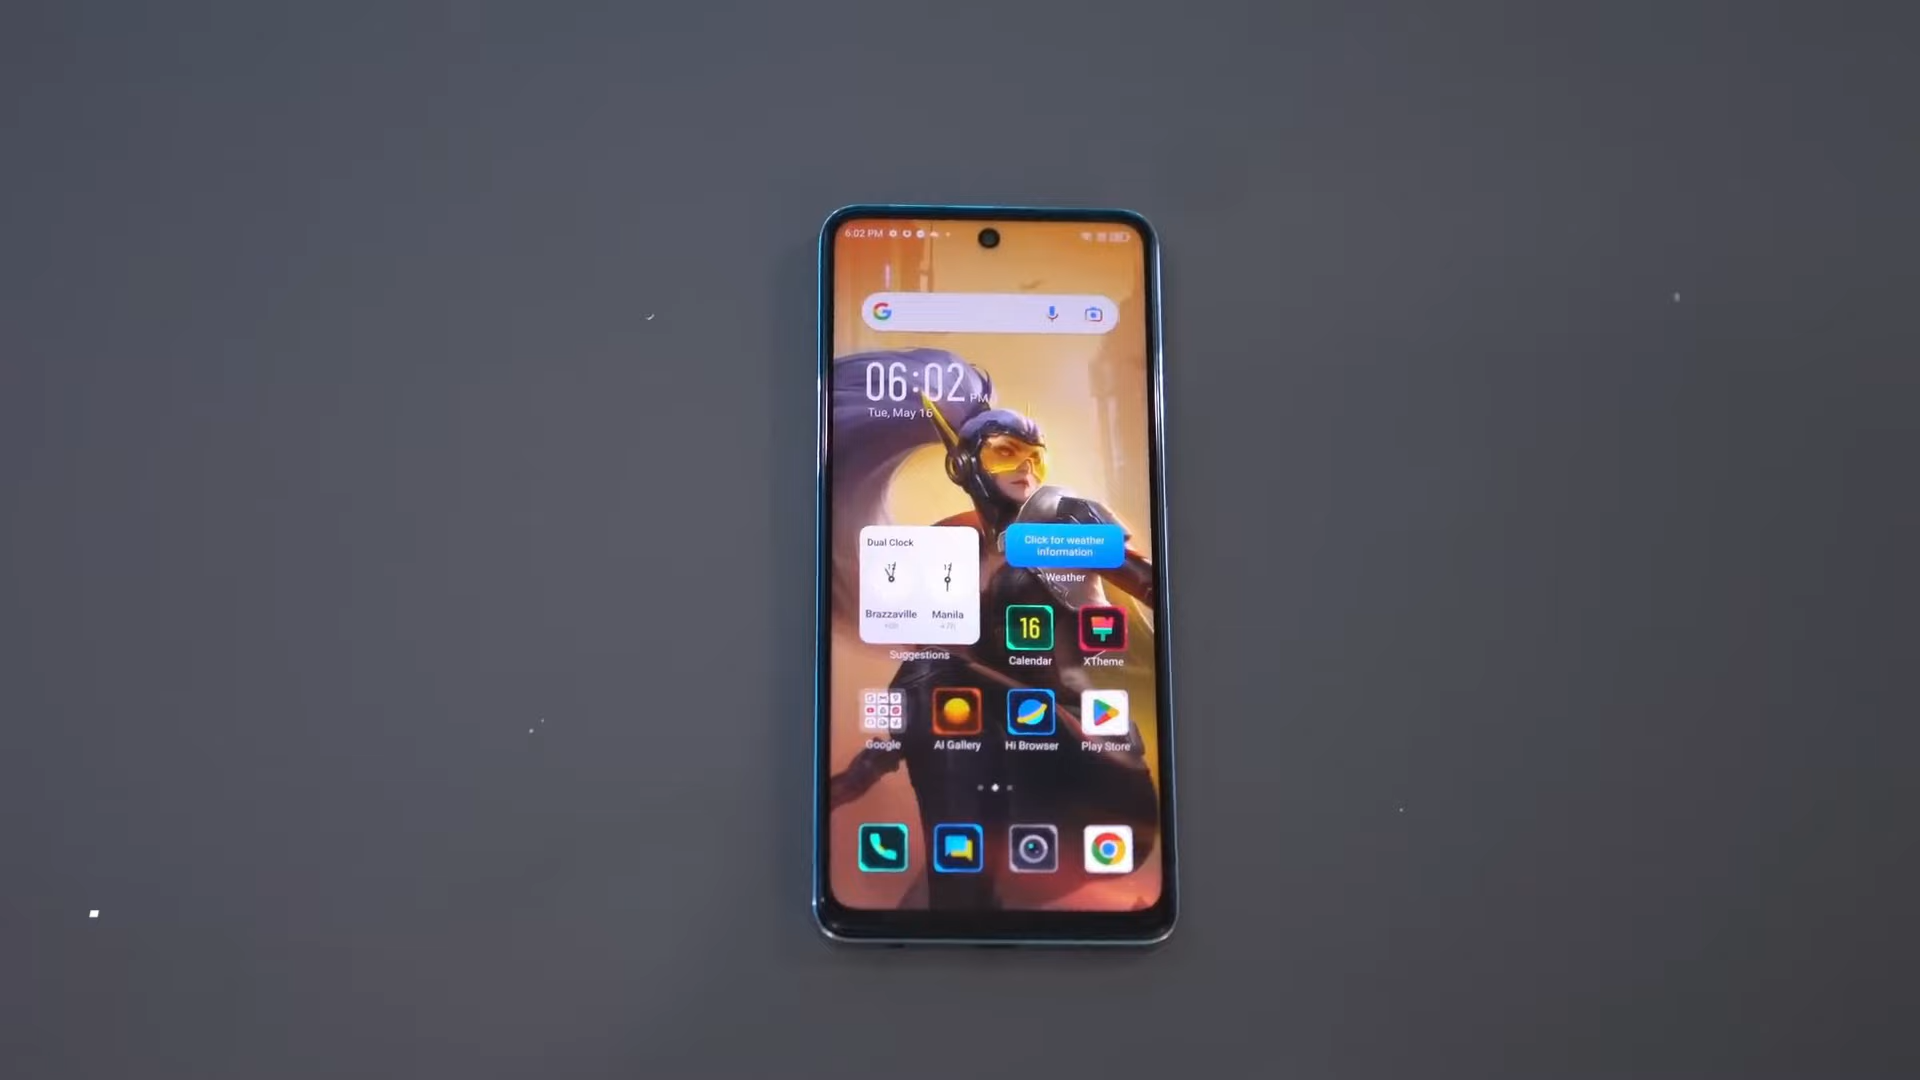 6:02 PM
06:02 PM
Tue, May 16
Dual Clock
Click for weather
information
Weather
Brazzaville
Manila
Suggestions
16
Calendar
XTheme
Google
AI Gallery
Hi Browser
Play Store